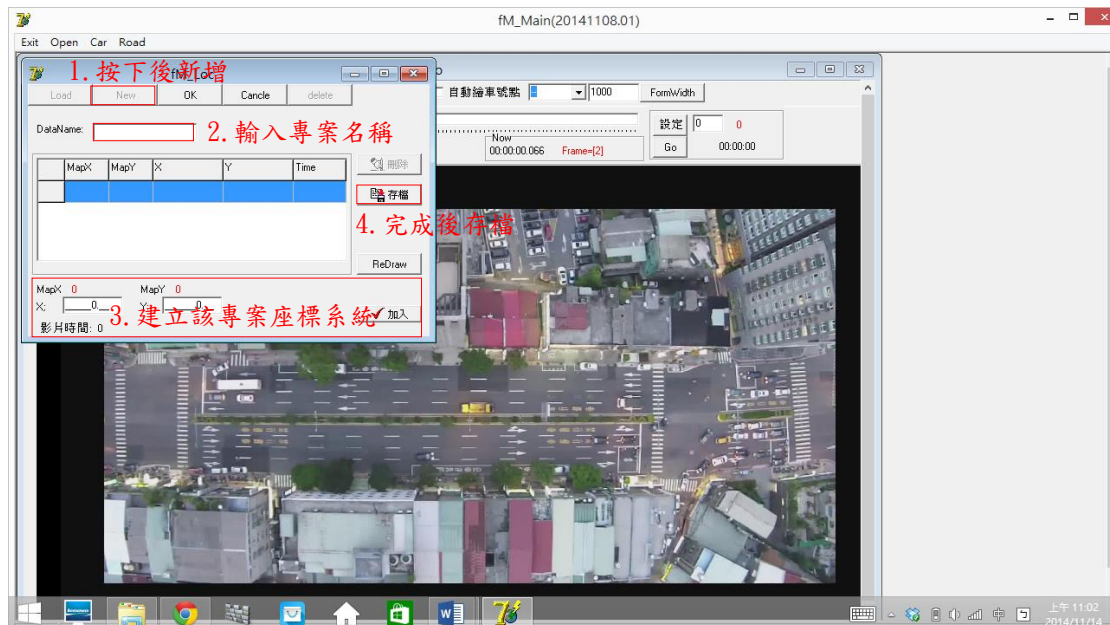 fM_Main(20141108.01)
Exit Open Car Road
1.按下後新增
fM_Loc
Load New OK Cancle delete
自動繪車號點 1000 FormWidth
DataName:
2.輸入專案名稱
設定 0 0
Now
00:00:00.066 Frame=[2]
Go 00:00:00
MapX MapY X Y Time
刪除
存檔
4.完成後存檔
ReDraw
MapX 0 MapY 0
X: 0 Y: 0
3.建立該專案座標系統
加入
影片時間: 0
上午 11:02
2014/11/14